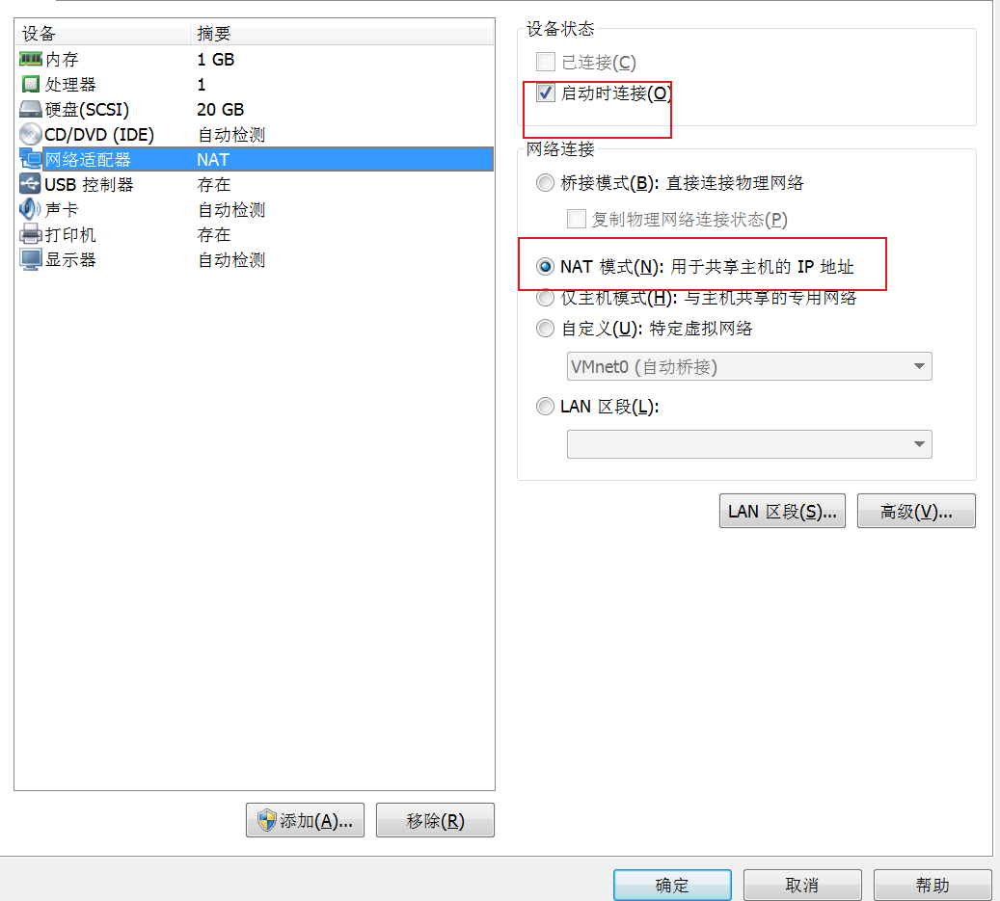 设备 摘要
内存 1 GB
处理器 1
硬盘(SCSI) 20 GB
CD/DVD (IDE) 自动检测
网络适配器 NAT
USB 控制器 存在
声卡 自动检测
打印机 存在
显示器 自动检测
添加(A)...
移除(R)
设备状态
已连接(C)
启动时连接(O)
网络连接
桥接模式(B): 直接连接物理网络
复制物理网络连接状态(P)
NAT 模式(N): 用于共享主机的 IP 地址
仅主机模式(H): 与主机共享的专用网络
自定义(U): 特定虚拟网络
VMnet0 (自动桥接)
LAN 区段(L):
LAN 区段(S)...
高级(V)...
确定
取消
帮助